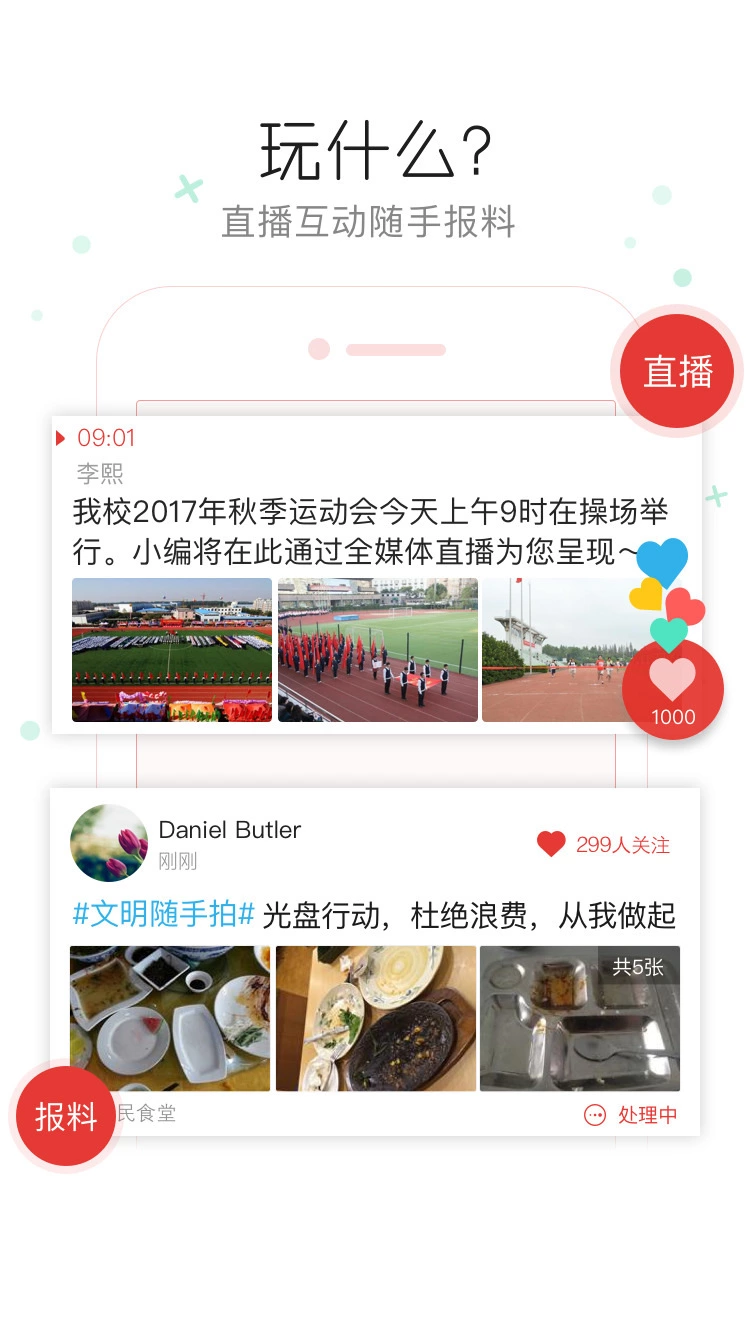 玩什么?
直播互动随手报料
直播
09:01
李熙
我校2017年秋季运动会今天上午9时在操场举
行。小编将在此通过全媒体直播为您呈现~
1000
Daniel Butler
刚刚
299人关注
#文明随手拍# 光盘行动，杜绝浪费，从我做起
共5张
报料
民食堂
处理中